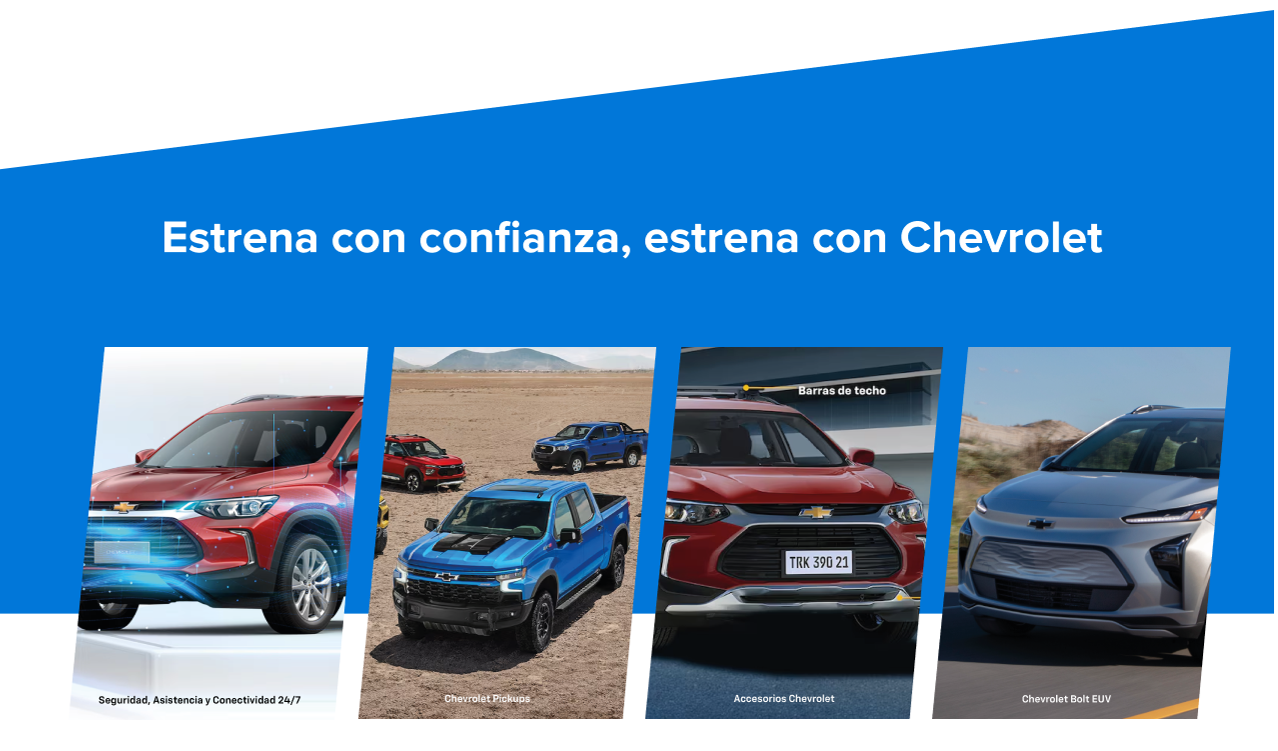 Estrena con confianza, estrena con Chevrolet
Barras de techo
TRK 390 21
Seguridad, Asistencia y Conectividad 24/7
Chevrolet Pickups
Accesorios Chevrolet
Chevrolet Bolt EUV